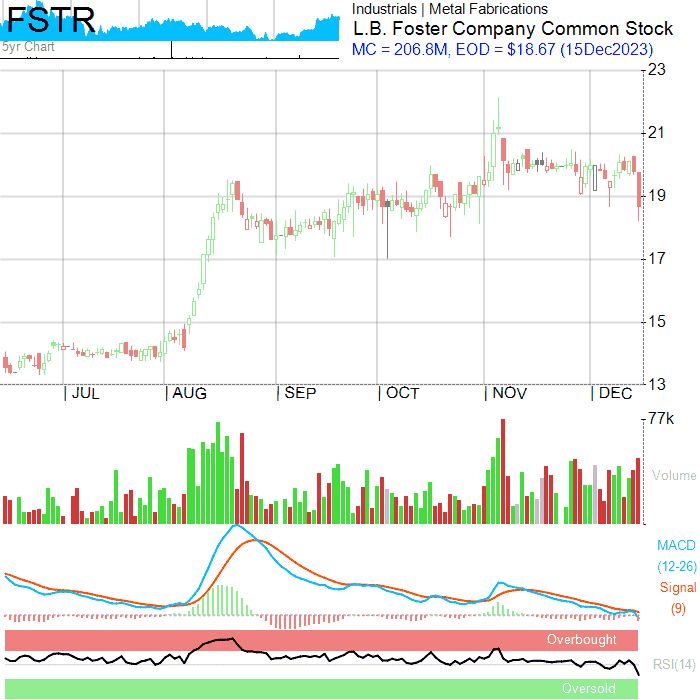 FSTR
5yr Chart
Industrials | Metal Fabrications
L.B. Foster Company Common Stock
MC = 206.8M, EOD = $18.67 (15Dec2023)
23
21
19
17
15
13
| JUL | AUG | SEP | OCT | NOV | DEC
77k
Volume
MACD
(12-26)
Signal
(9)
Overbought
RSI(14)
Oversold